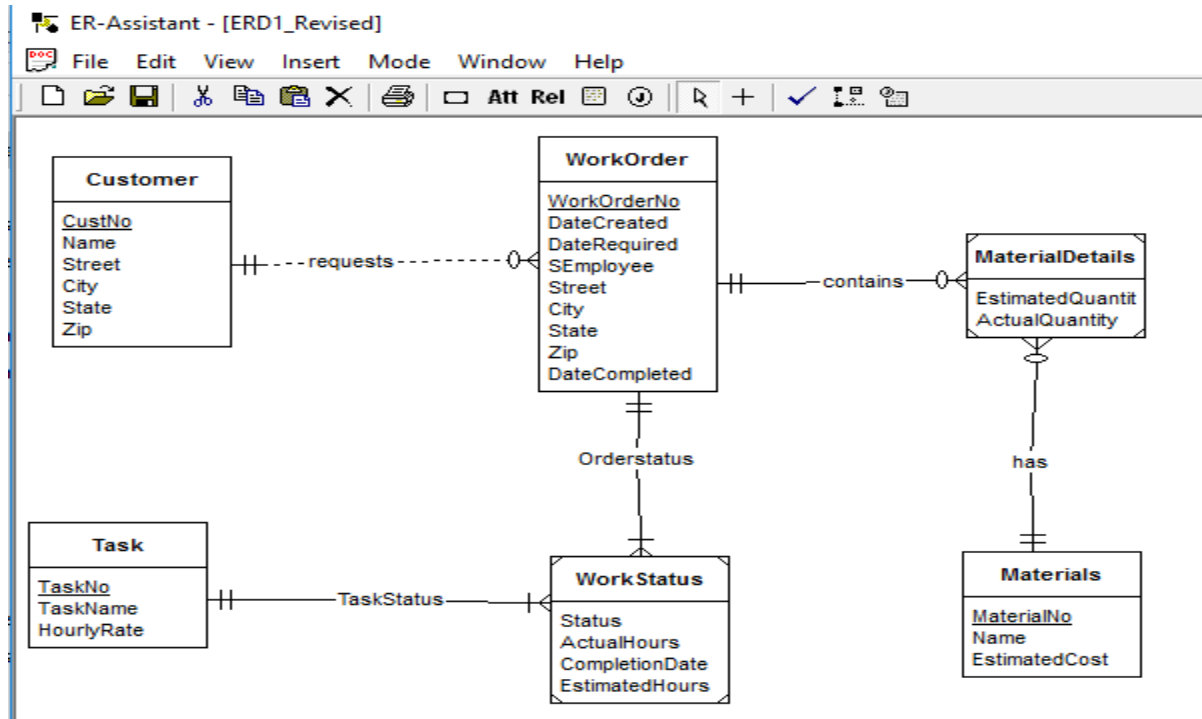 ER-Assistant - [ERD1_Revised]
DOC
File Edit View Insert Mode Window Help
Att Rel J
Customer
CustNo
Name
Street
City
State
Zip
requests
WorkOrder
WorkOrderNo
DateCreated
DateRequired
SEmployee
Street
City
State
Zip
DateCompleted
contains
MaterialDetails
EstimatedQuantit
ActualQuantity
Orderstatus
has
Task
TaskNo
TaskName
HourlyRate
TaskStatus
WorkStatus
Status
ActualHours
CompletionDate
EstimatedHours
Materials
MaterialNo
Name
EstimatedCost